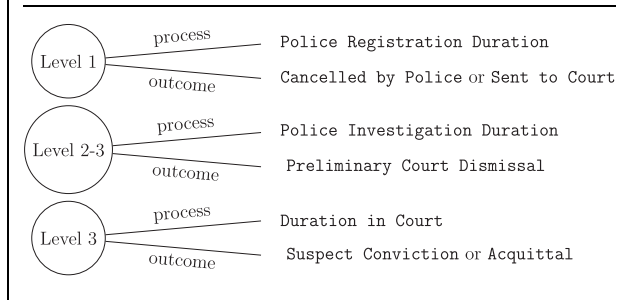 process
Level 1
Police Registration Duration
outcome
Cancelled by Police or Sent to Court
process
Level 2-3
Police Investigation Duration
outcome
Preliminary Court Dismissal
process
Level 3
Duration in Court
outcome
Suspect Conviction or Acquittal